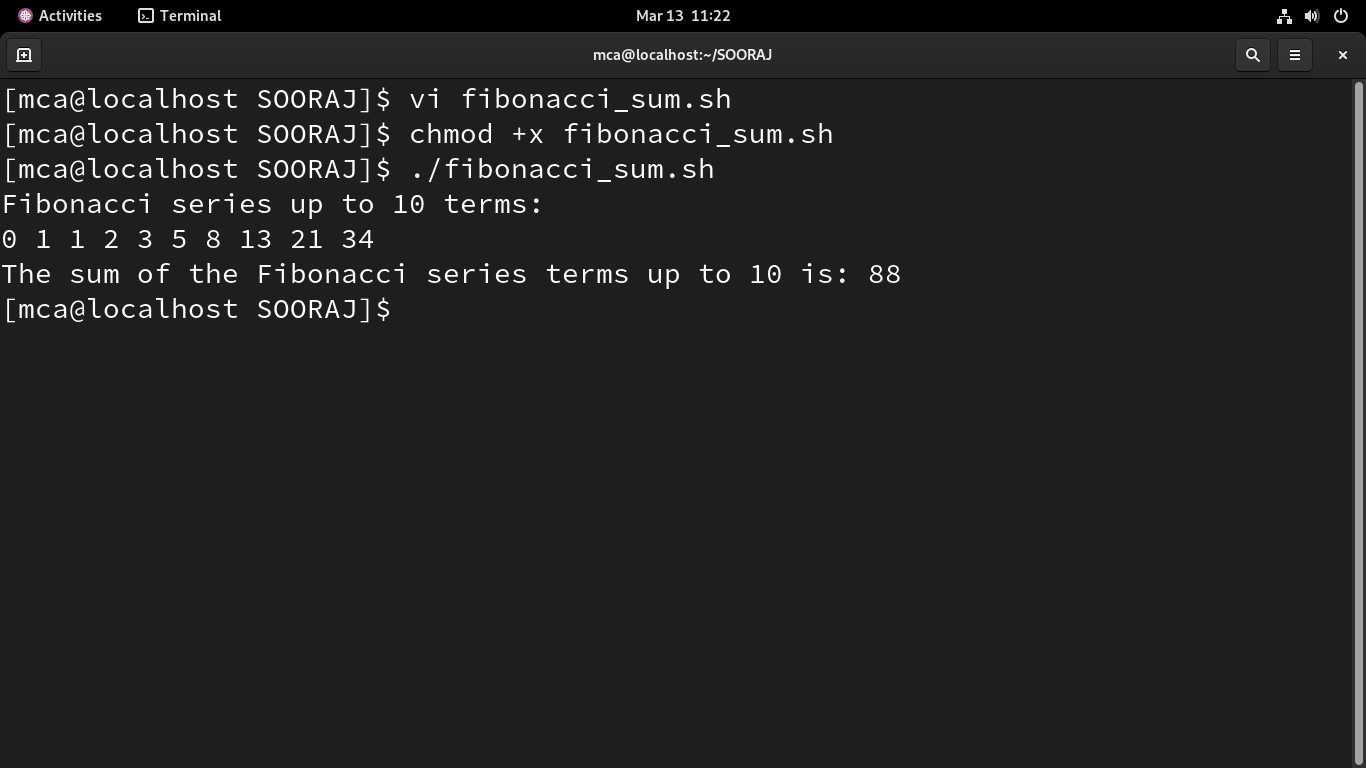 Activities Terminal Mar 13 11:22
mca@localhost:~/SOORAJ
[mca@localhost SOORAJ]$ vi fibonacci_sum.sh
[mca@localhost SOORAJ]$ chmod +x fibonacci_sum.sh
[mca@localhost SOORAJ]$ ./fibonacci_sum.sh
Fibonacci series up to 10 terms:
0 1 1 2 3 5 8 13 21 34
The sum of the Fibonacci series terms up to 10 is: 88
[mca@localhost SOORAJ]$